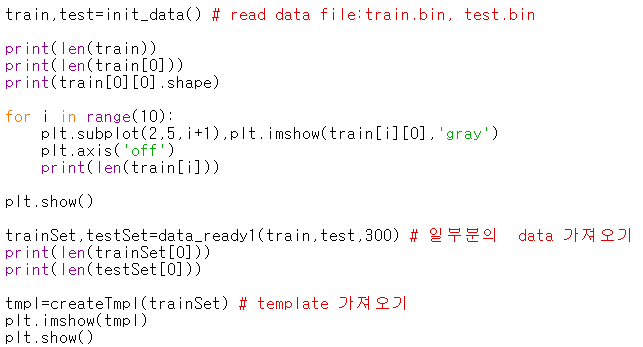 train,test=init_data() # read data file:train.bin, test.bin
print(len(train))
print(len(train[0]))
print(train[0][0].shape)
for i in range(10):
    plt.subplot(2,5,i+1),plt.imshow(train[i][0],'gray')
    plt.axis('off')
    print(len(train[i]))
plt.show()
trainSet,testSet=data_ready1(train,test,300) # 일부분의  data 가져오기
print(len(trainSet[0]))
print(len(testSet[0]))
tmpl=createTmpl(trainSet) # template 가져오기
plt.imshow(tmpl)
plt.show()